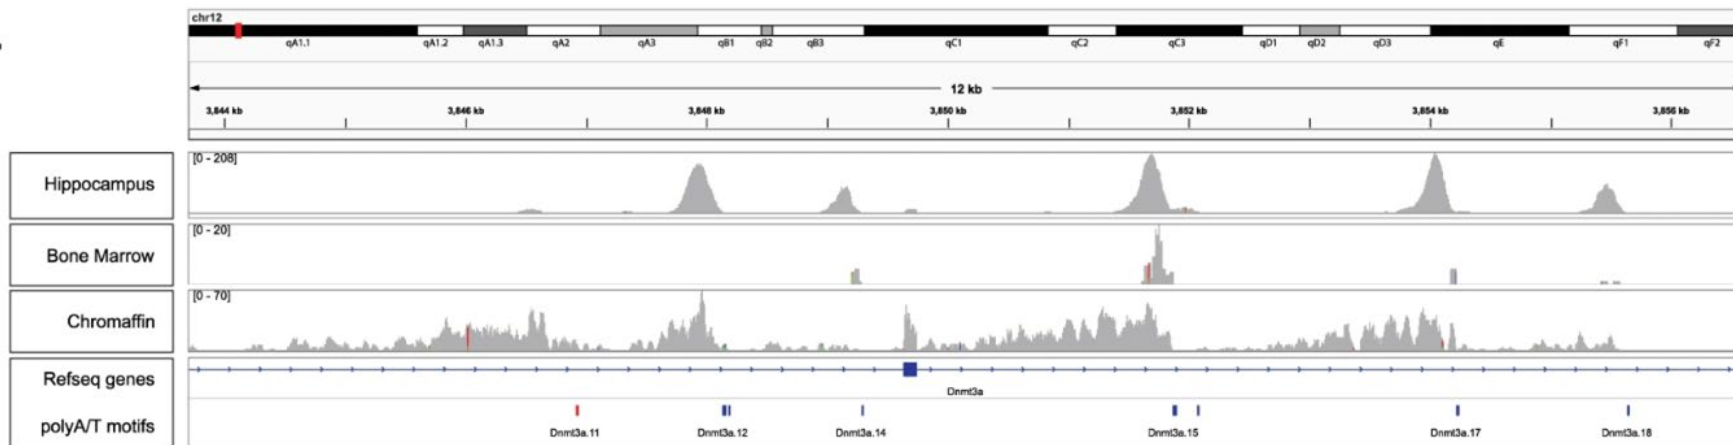 chr12
qA1.1 qA1.2 qA1.3 qA2 qA3 qB1 qB2 qB3 qC1 qC2 qC3 qD1 qD2 qD3 qE qF1 qF2
12 kb
3,844 kb 3,846 kb 3,848 kb 3,850 kb 3,852 kb 3,854 kb 3,856 kb
Hippocampus [0 - 208]
Bone Marrow [0 - 20]
Chromaffin [0 - 70]
Refseq genes
Dnmt3a
polyA/T motifs
Dnmt3a.11 Dnmt3a.12 Dnmt3a.14 Dnmt3a.15 Dnmt3a.17 Dnmt3a.18